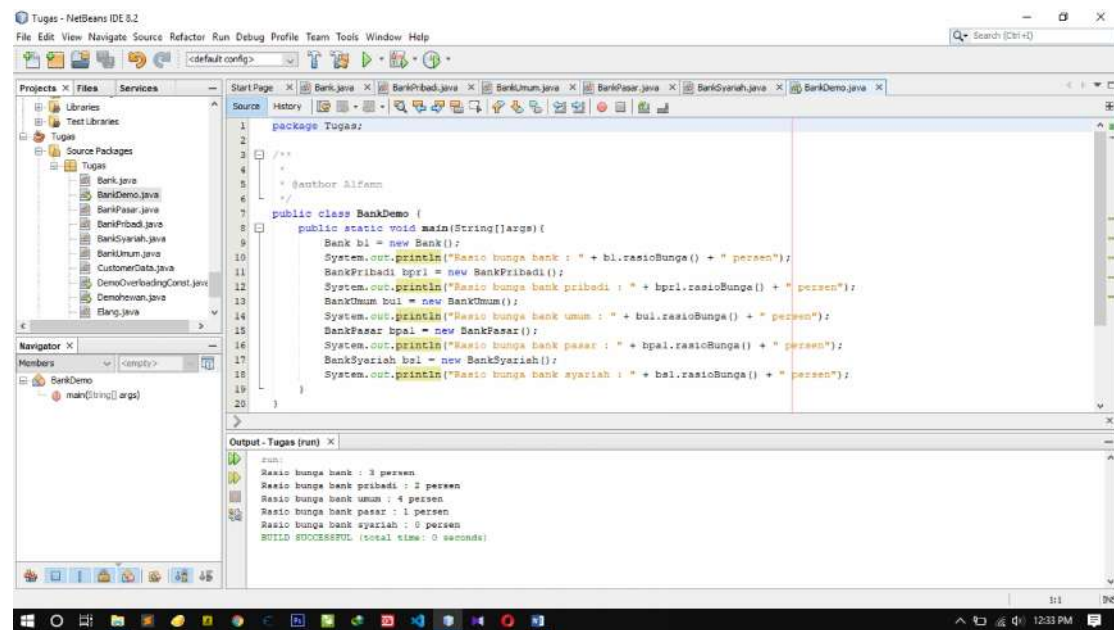 Tugas - NetBeans IDE 8.2
File Edit View Navigate Source Refactor Run Debug Profile Team Tools Window Help
Search (Ctrl+I)
<default config>
Projects Files Services
Start Page Bank.java BankPribadi.java BankUmum.java BankPasar.java BankSyariah.java BankDemo.java
Source History
Libraries
Test Libraries
Tugas
Source Packages
Tugas
Bank.java
BankDemo.java
BankPasar.java
BankPribadi.java
BankSyariah.java
BankUmum.java
CustomerData.java
DemoOverloadingConst.java
Demohewan.java
Elang.java
Navigator
Members <empty>
BankDemo
main(String[] args)
1 package Tugas;
2
3 /**
4 *
5 * @author Alfann
6 */
7 public class BankDemo {
8 public static void main(String[]args){
9 Bank b1 = new Bank();
10 System.out.println("Rasio bunga bank : " + b1.rasioBunga() + " persen");
11 BankPribadi bpr1 = new BankPribadi();
12 System.out.println("Rasio bunga bank pribadi : " + bpr1.rasioBunga() + " persen");
13 BankUmum bu1 = new BankUmum();
14 System.out.println("Rasio bunga bank umum : " + bu1.rasioBunga() + " persen");
15 BankPasar bpa1 = new BankPasar();
16 System.out.println("Rasio bunga bank pasar : " + bpa1.rasioBunga() + " persen");
17 BankSyariah bs1 = new BankSyariah();
18 System.out.println("Rasio bunga bank syariah : " + bs1.rasioBunga() + " persen");
19 }
20 }
Output - Tugas (run)
run:
Rasio bunga bank : 3 persen
Rasio bunga bank pribadi : 2 persen
Rasio bunga bank umum : 4 persen
Rasio bunga bank pasar : 1 persen
Rasio bunga bank syariah : 0 persen
BUILD SUCCESSFUL (total time: 0 seconds)
1:1 INS
12:33 PM